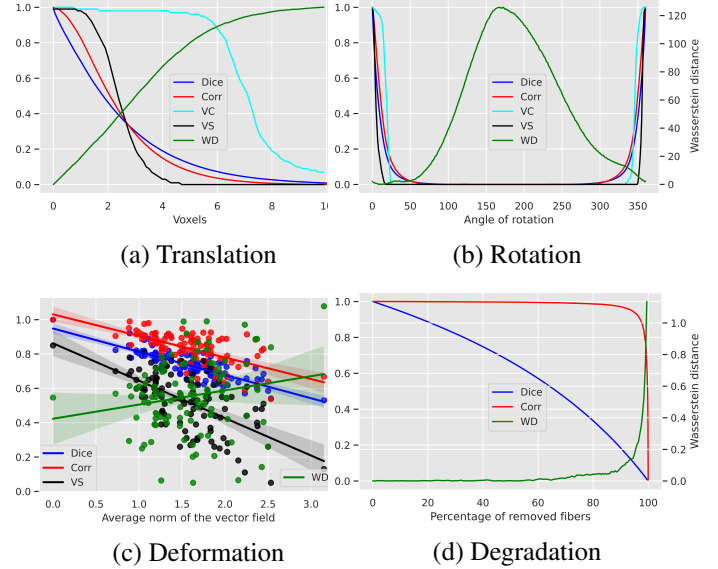 1.0
0.8
0.6
0.4
0.2
0.0
Dice
Corr
VC
VS
WD
0 2 4 6 8 10
Voxels
(a) Translation
1.0
0.8
0.6
0.4
0.2
0.0
Dice
Corr
VC
VS
WD
120
100
80
60
40
20
0
Wasserstein distance
0 50 100 150 200 250 300 350
Angle of rotation
(b) Rotation
1.0
0.8
0.6
0.4
0.2
0.0
Dice
Corr
VS
WD
0.0 0.5 1.0 1.5 2.0 2.5 3.0
Average norm of the vector field
(c) Deformation
1.0
0.8
0.6
0.4
0.2
0.0
Dice
Corr
WD
1.0
0.8
0.6
0.4
0.2
0.0
Wasserstein distance
0 20 40 60 80 100
Percentage of removed fibers
(d) Degradation